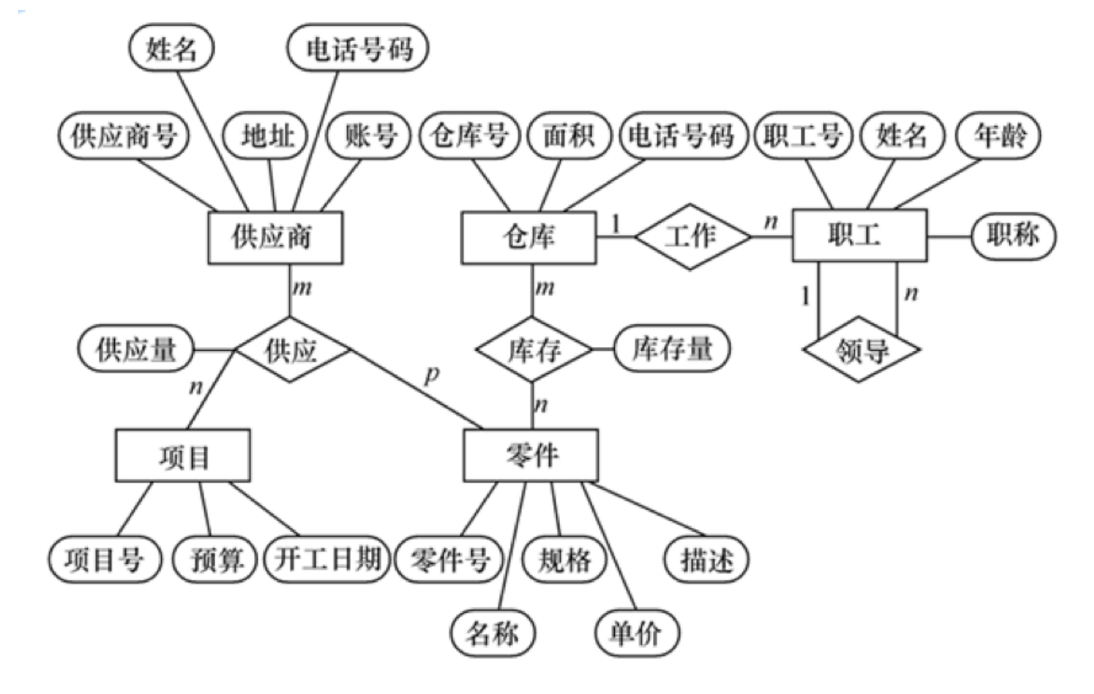 姓名
电话号码
供应商号
地址
账号
仓库号
面积
电话号码
职工号
姓名
年龄
供应商
仓库
1
工作
n
职工
职称
m
m
1
n
供应量
供应
库存
库存量
领导
n
p
n
项目
零件
项目号
预算
开工日期
零件号
规格
描述
名称
单价